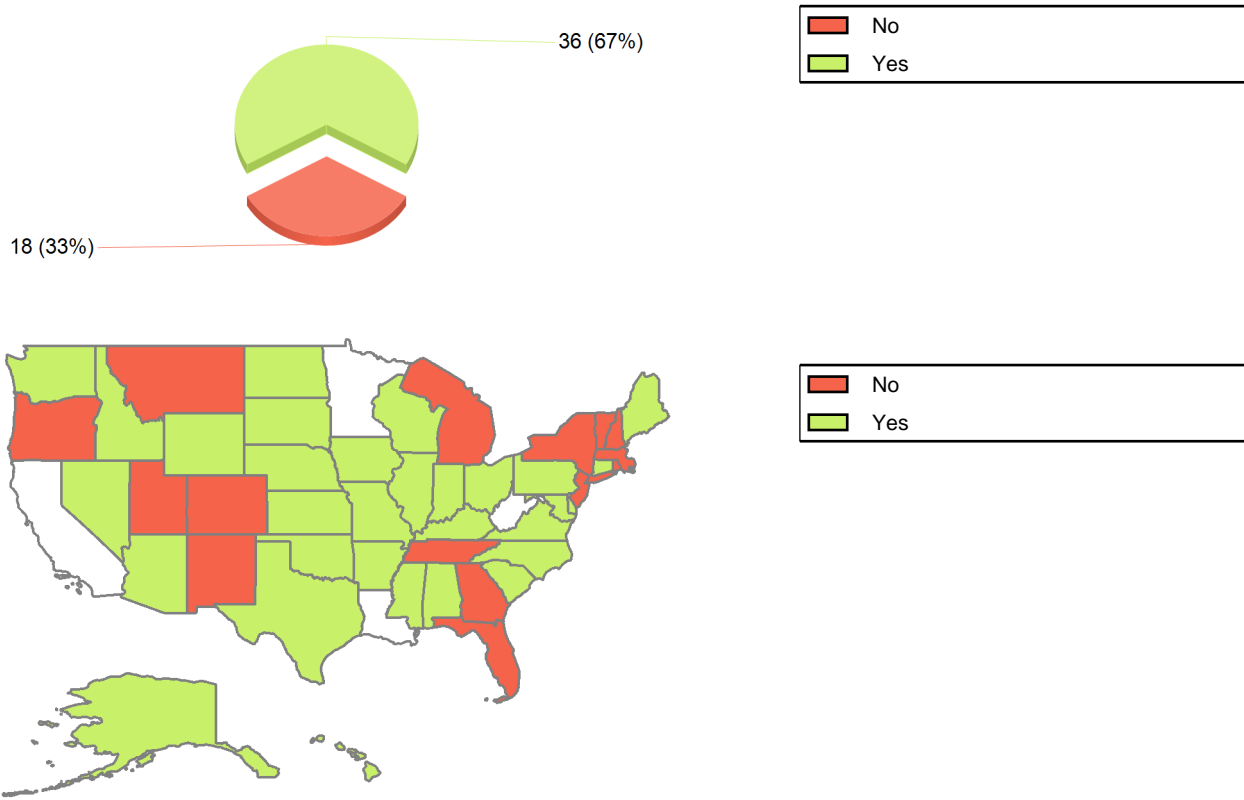 36 (67%)
18 (33%)
No
Yes
No
Yes